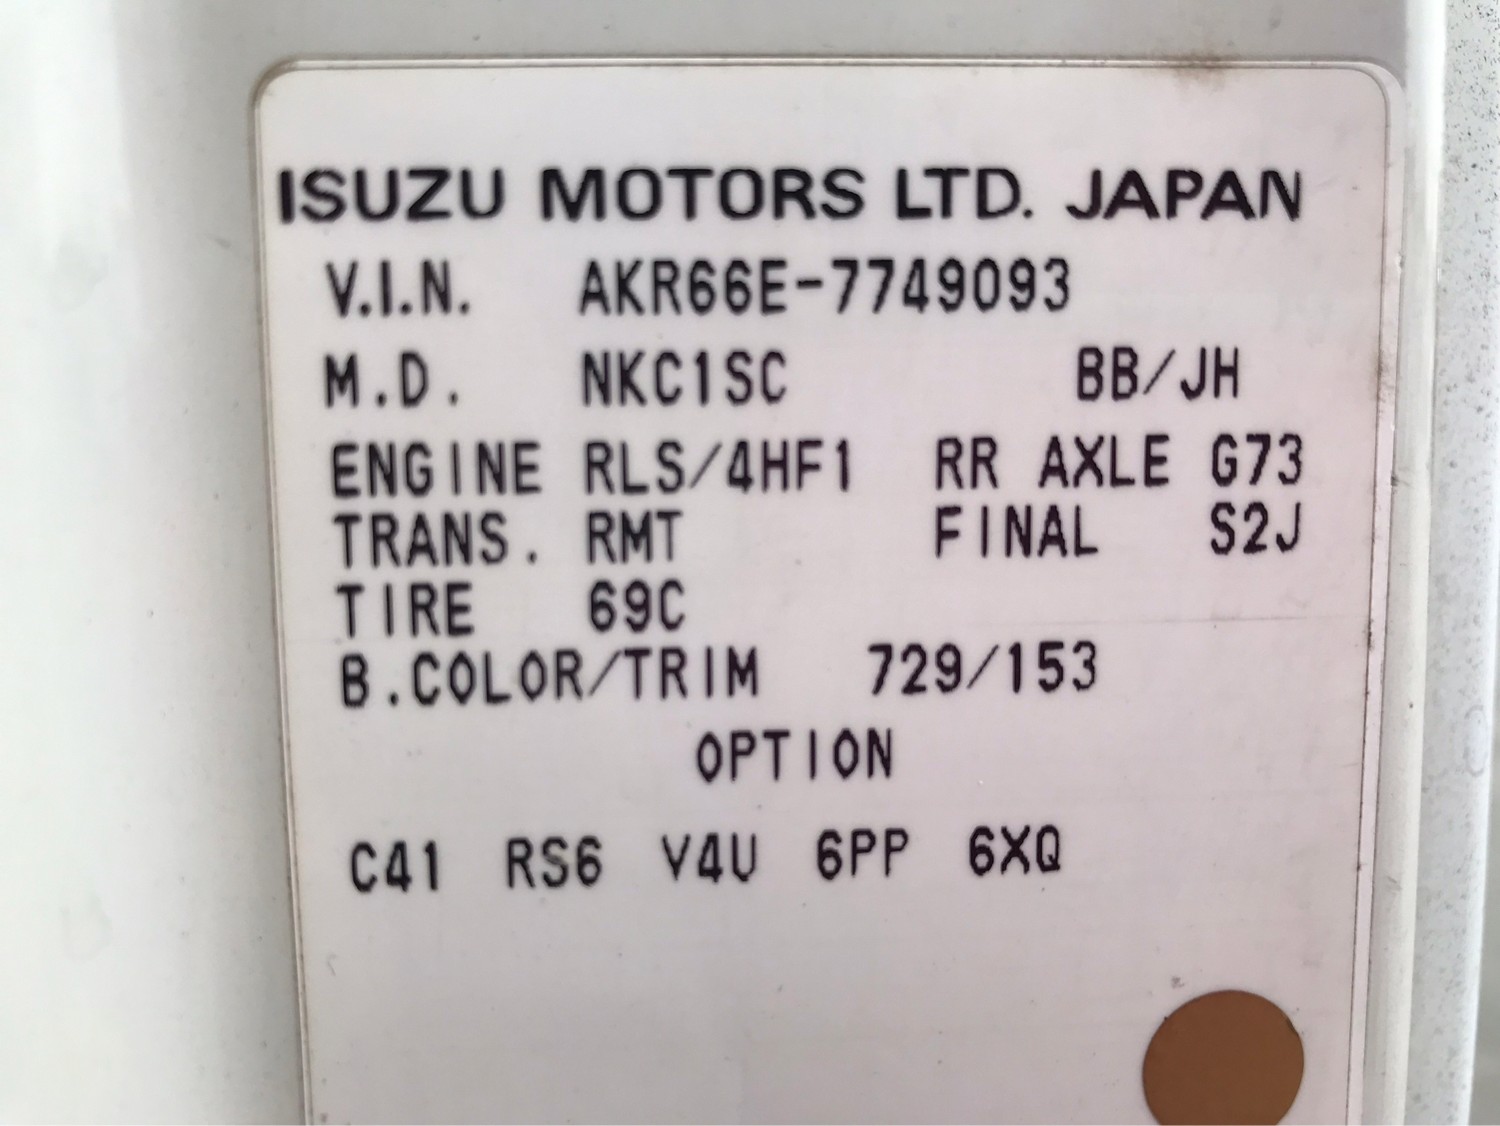 ISUZU MOTORS LTD. JAPAN
V.I.N. AKR66E-7749093
M.D. NKC1SC BB/JH
ENGINE RLS/4HF1 RR AXLE G73
TRANS. RMT FINAL S2J
TIRE 69C
B.COLOR/TRIM 729/153
OPTION
C41 RS6 V4U 6PP 6XQ